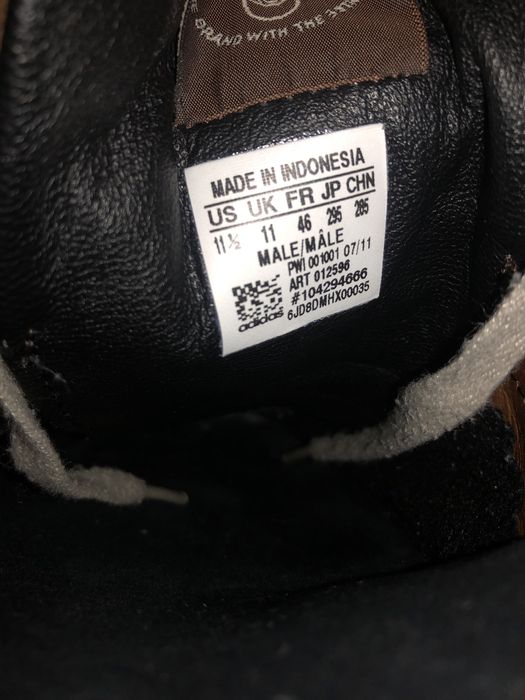 BRAND WITH THE
MADE IN INDONESIA
US UK FR JP CHN
11½ 11 46 295 285
MALE/MÂLE
PWI 001001 07/11
ART 012596
#104294666
6JD8DMHX00035
adidas